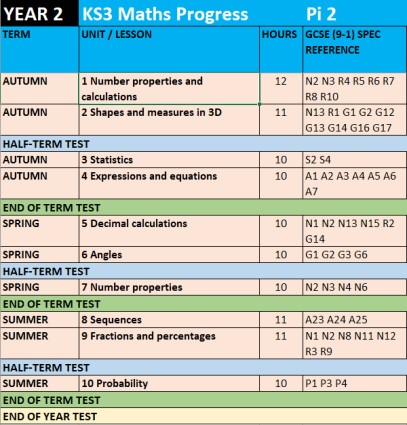 YEAR 2 KS3 Maths Progress Pi 2
TERM UNIT / LESSON HOURS GCSE (9-1) SPEC
REFERENCE
AUTUMN 1 Number properties and 12 N2 N3 R4 R5 R6 R7
calculations R8 R10
AUTUMN 2 Shapes and measures in 3D 11 N13 R1 G1 G2 G12
G13 G14 G16 G17
HALF-TERM TEST
AUTUMN 3 Statistics 10 S2 S4
AUTUMN 4 Expressions and equations 10 A1 A2 A3 A4 A5 A6
A7
END OF TERM TEST
SPRING 5 Decimal calculations 10 N1 N2 N13 N15 R2
G14
SPRING 6 Angles 10 G1 G2 G3 G6
HALF-TERM TEST
SPRING 7 Number properties 10 N2 N3 N4 N6
END OF TERM TEST
SUMMER 8 Sequences 11 A23 A24 A25
SUMMER 9 Fractions and percentages 11 N1 N2 N8 N11 N12
R3 R9
HALF-TERM TEST
SUMMER 10 Probability 10 P1 P3 P4
END OF TERM TEST
END OF YEAR TEST